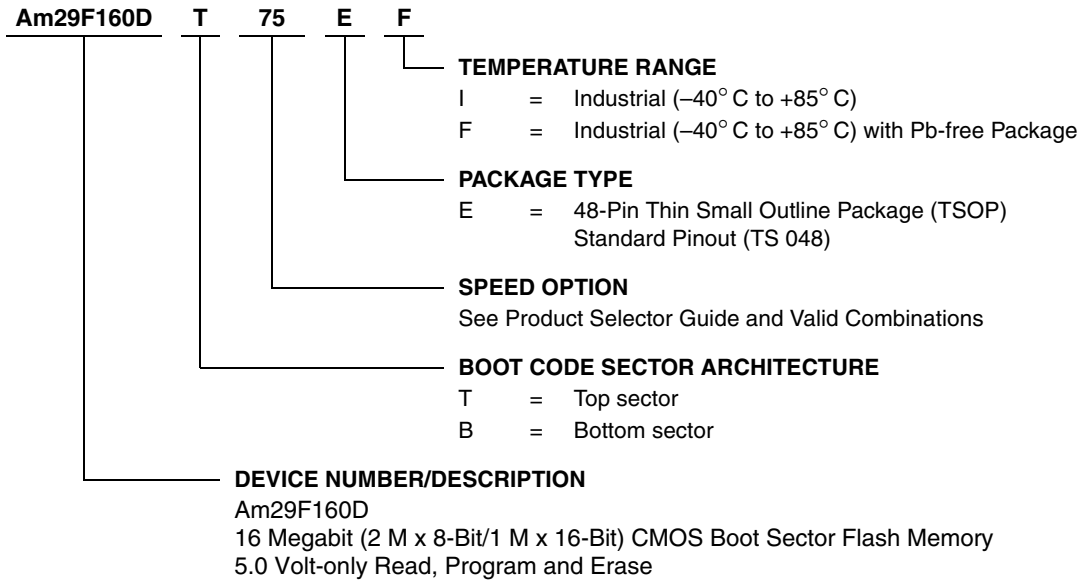 Am29F160D T 75 E F
TEMPERATURE RANGE
I = Industrial (–40° C to +85° C)
F = Industrial (–40° C to +85° C) with Pb-free Package
PACKAGE TYPE
E = 48-Pin Thin Small Outline Package (TSOP)
Standard Pinout (TS 048)
SPEED OPTION
See Product Selector Guide and Valid Combinations
BOOT CODE SECTOR ARCHITECTURE
T = Top sector
B = Bottom sector
DEVICE NUMBER/DESCRIPTION
Am29F160D
16 Megabit (2 M x 8-Bit/1 M x 16-Bit) CMOS Boot Sector Flash Memory
5.0 Volt-only Read, Program and Erase